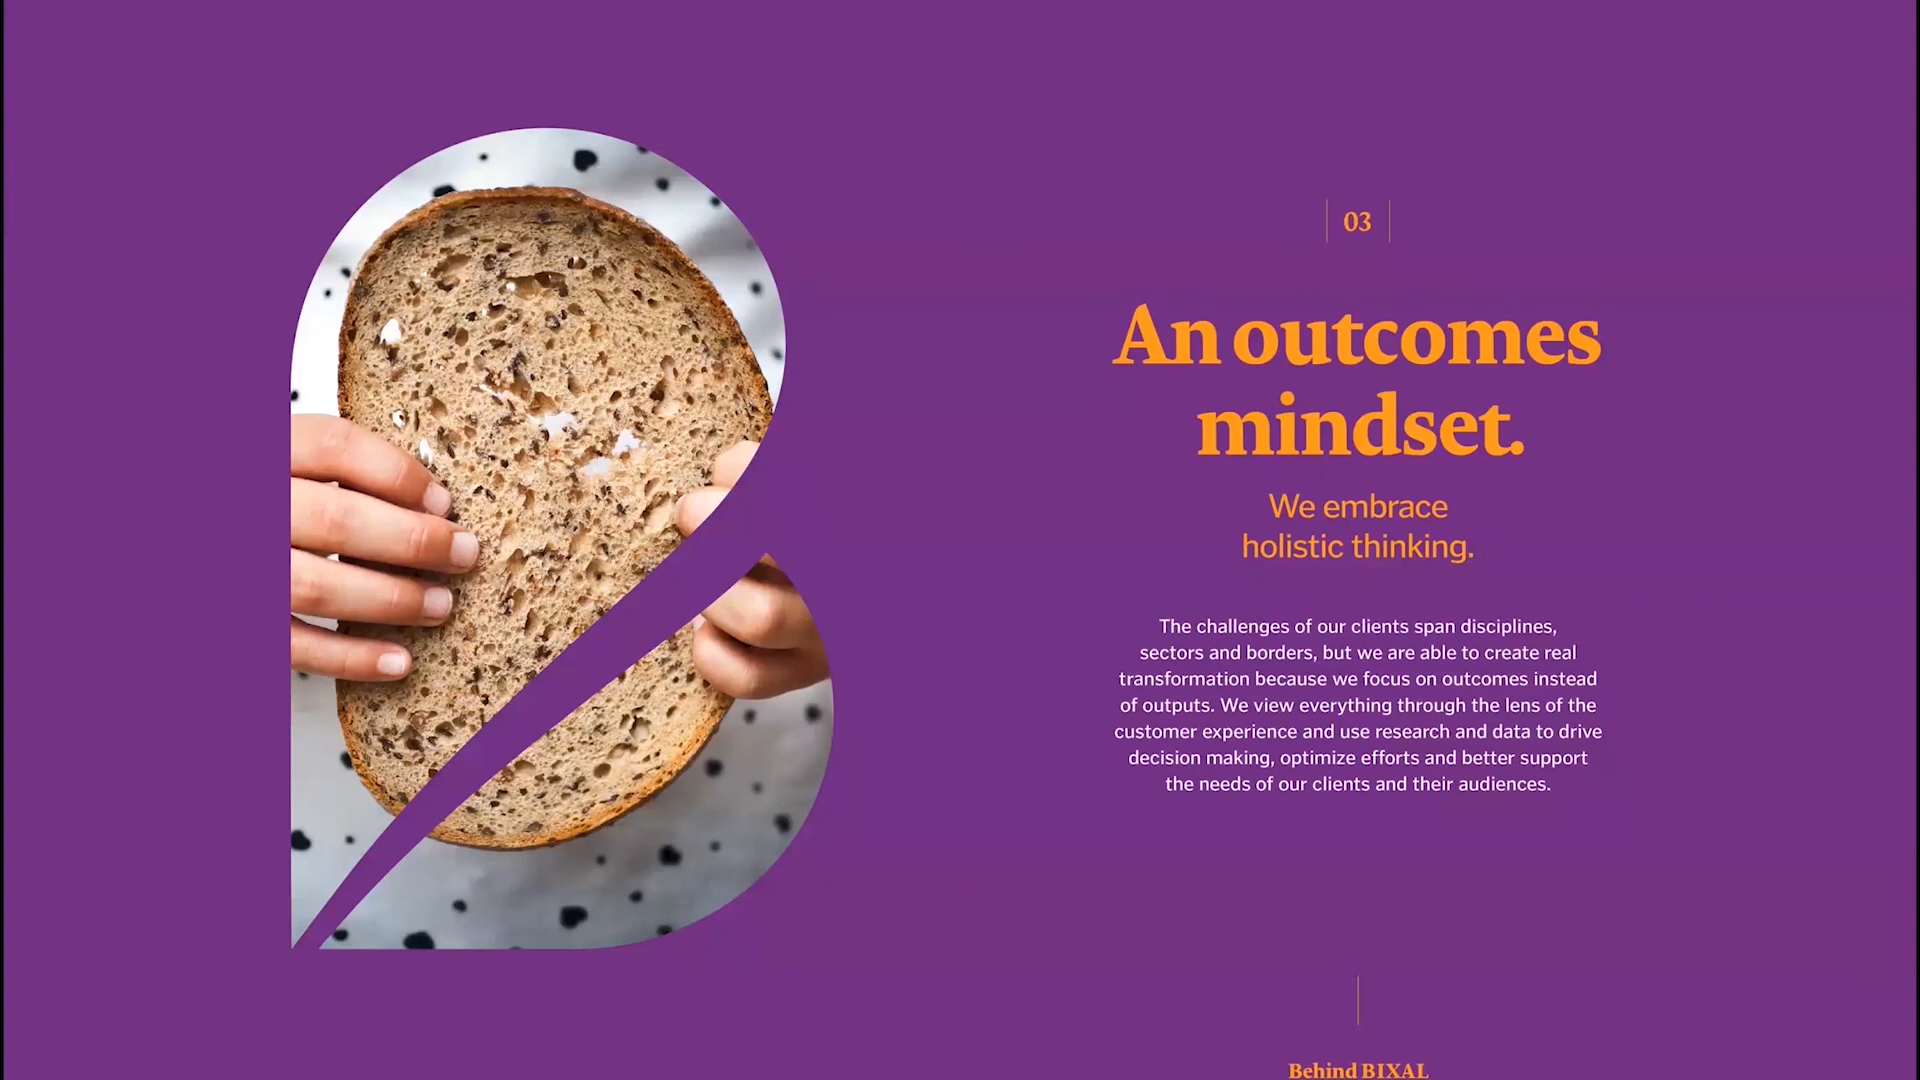 03
An outcomes
mindset.
We embrace
holistic thinking.
The challenges of our clients span disciplines,
sectors and borders, but we are able to create real
transformation because we focus on outcomes instead
of outputs. We view everything through the lens of the
customer experience and use research and data to drive
decision making, optimize efforts and better support
the needs of our clients and their audiences.
Behind BIXAL